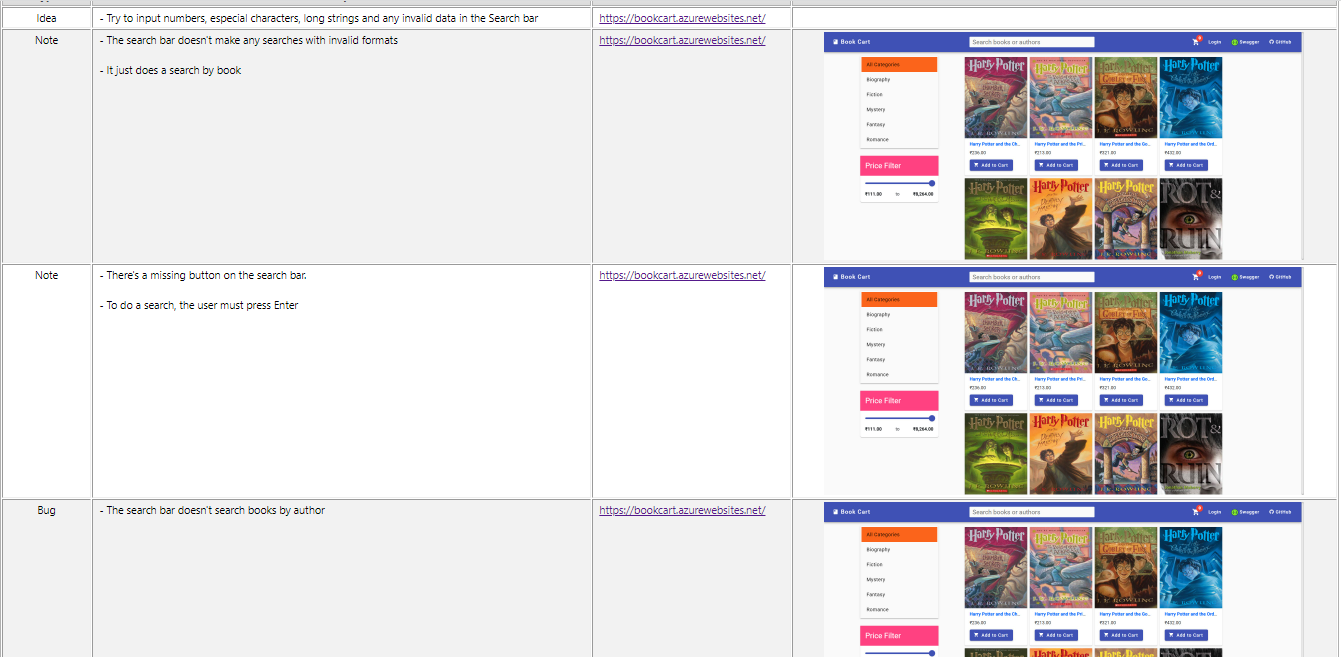 Idea
- Try to input numbers, especial characters, long strings and any invalid data in the Search bar
https://bookcart.azurewebsites.net/
Note
- The search bar doesn't make any searches with invalid formats
- It just does a search by book
https://bookcart.azurewebsites.net/
Book Cart
Search books or authors
0
Login
Swagger
GitHub
All Categories
Biography
Fiction
Mystery
Fantasy
Romance
Price Filter
₹111.00 to ₹9,264.00
Harry Potter and the Ch...
Harry Potter and the Pri...
Harry Potter and the Go...
Harry Potter and the Ord...
₹236.00
₹213.00
₹321.00
₹432.00
Add to Cart
Add to Cart
Add to Cart
Add to Cart
HARRY POTTER
HARRY POTTER
HARRY POTTER
HARRY POTTER
GOBLET OF FIRE
J. K. ROWLING
HARRY POTTER
HARRY POTTER
HARRY POTTER
ROT &
RUIN
Note
- There's a missing button on the search bar.
- To do a search, the user must press Enter
https://bookcart.azurewebsites.net/
Book Cart
Search books or authors
0
Login
Swagger
GitHub
All Categories
Biography
Fiction
Mystery
Fantasy
Romance
Price Filter
₹111.00 to ₹9,264.00
Harry Potter and the Ch...
Harry Potter and the Pri...
Harry Potter and the Go...
Harry Potter and the Ord...
₹236.00
₹213.00
₹321.00
₹432.00
Add to Cart
Add to Cart
Add to Cart
Add to Cart
HARRY POTTER
HARRY POTTER
HARRY POTTER
HARRY POTTER
GOBLET OF FIRE
J. K. ROWLING
HARRY POTTER
HARRY POTTER
HARRY POTTER
ROT &
RUIN
Bug
- The search bar doesn't search books by author
https://bookcart.azurewebsites.net/
Book Cart
Search books or authors
0
Login
Swagger
GitHub
All Categories
Biography
Fiction
Mystery
Fantasy
Romance
Price Filter
Harry Potter and the Ch...
Harry Potter and the Pri...
Harry Potter and the Go...
Harry Potter and the Ord...
₹236.00
₹213.00
₹321.00
₹432.00
Add to Cart
Add to Cart
Add to Cart
Add to Cart
HARRY POTTER
HARRY POTTER
HARRY POTTER
HARRY POTTER
GOBLET OF FIRE
J. K. ROWLING